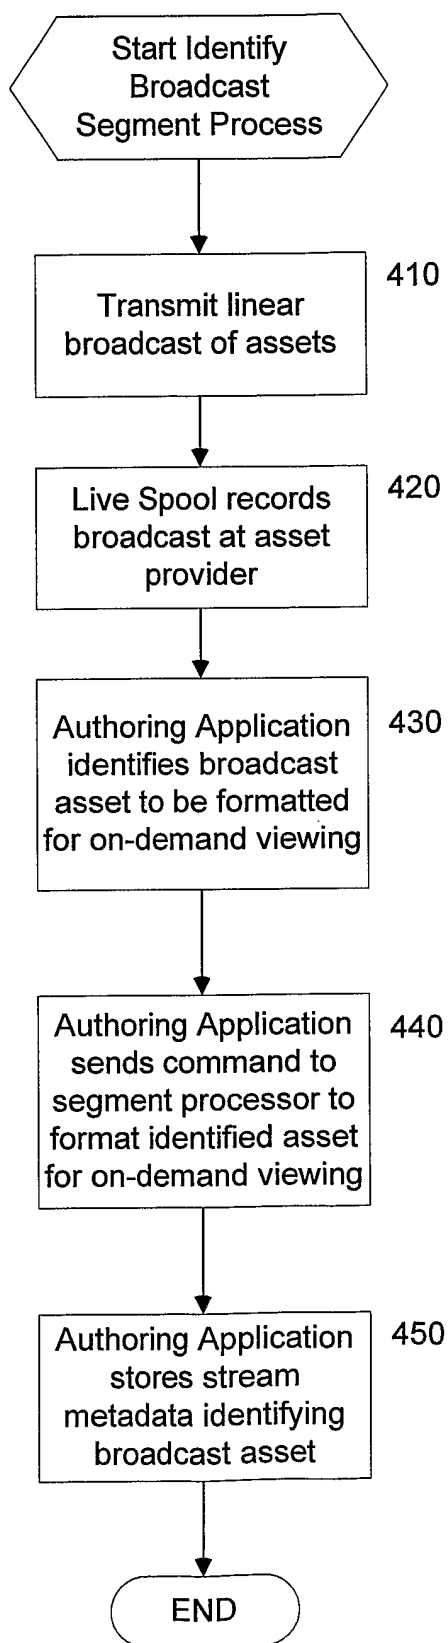 Start Identify
Broadcast
Segment Process
410
Transmit linear
broadcast of assets
420
Live Spool records
broadcast at asset
provider
430
Authoring Application
identifies broadcast
asset to be formatted
for on-demand viewing
440
Authoring Application
sends command to
segment processor to
format identified asset
for on-demand viewing
450
Authoring Application
stores stream
metadata identifying
broadcast asset
END